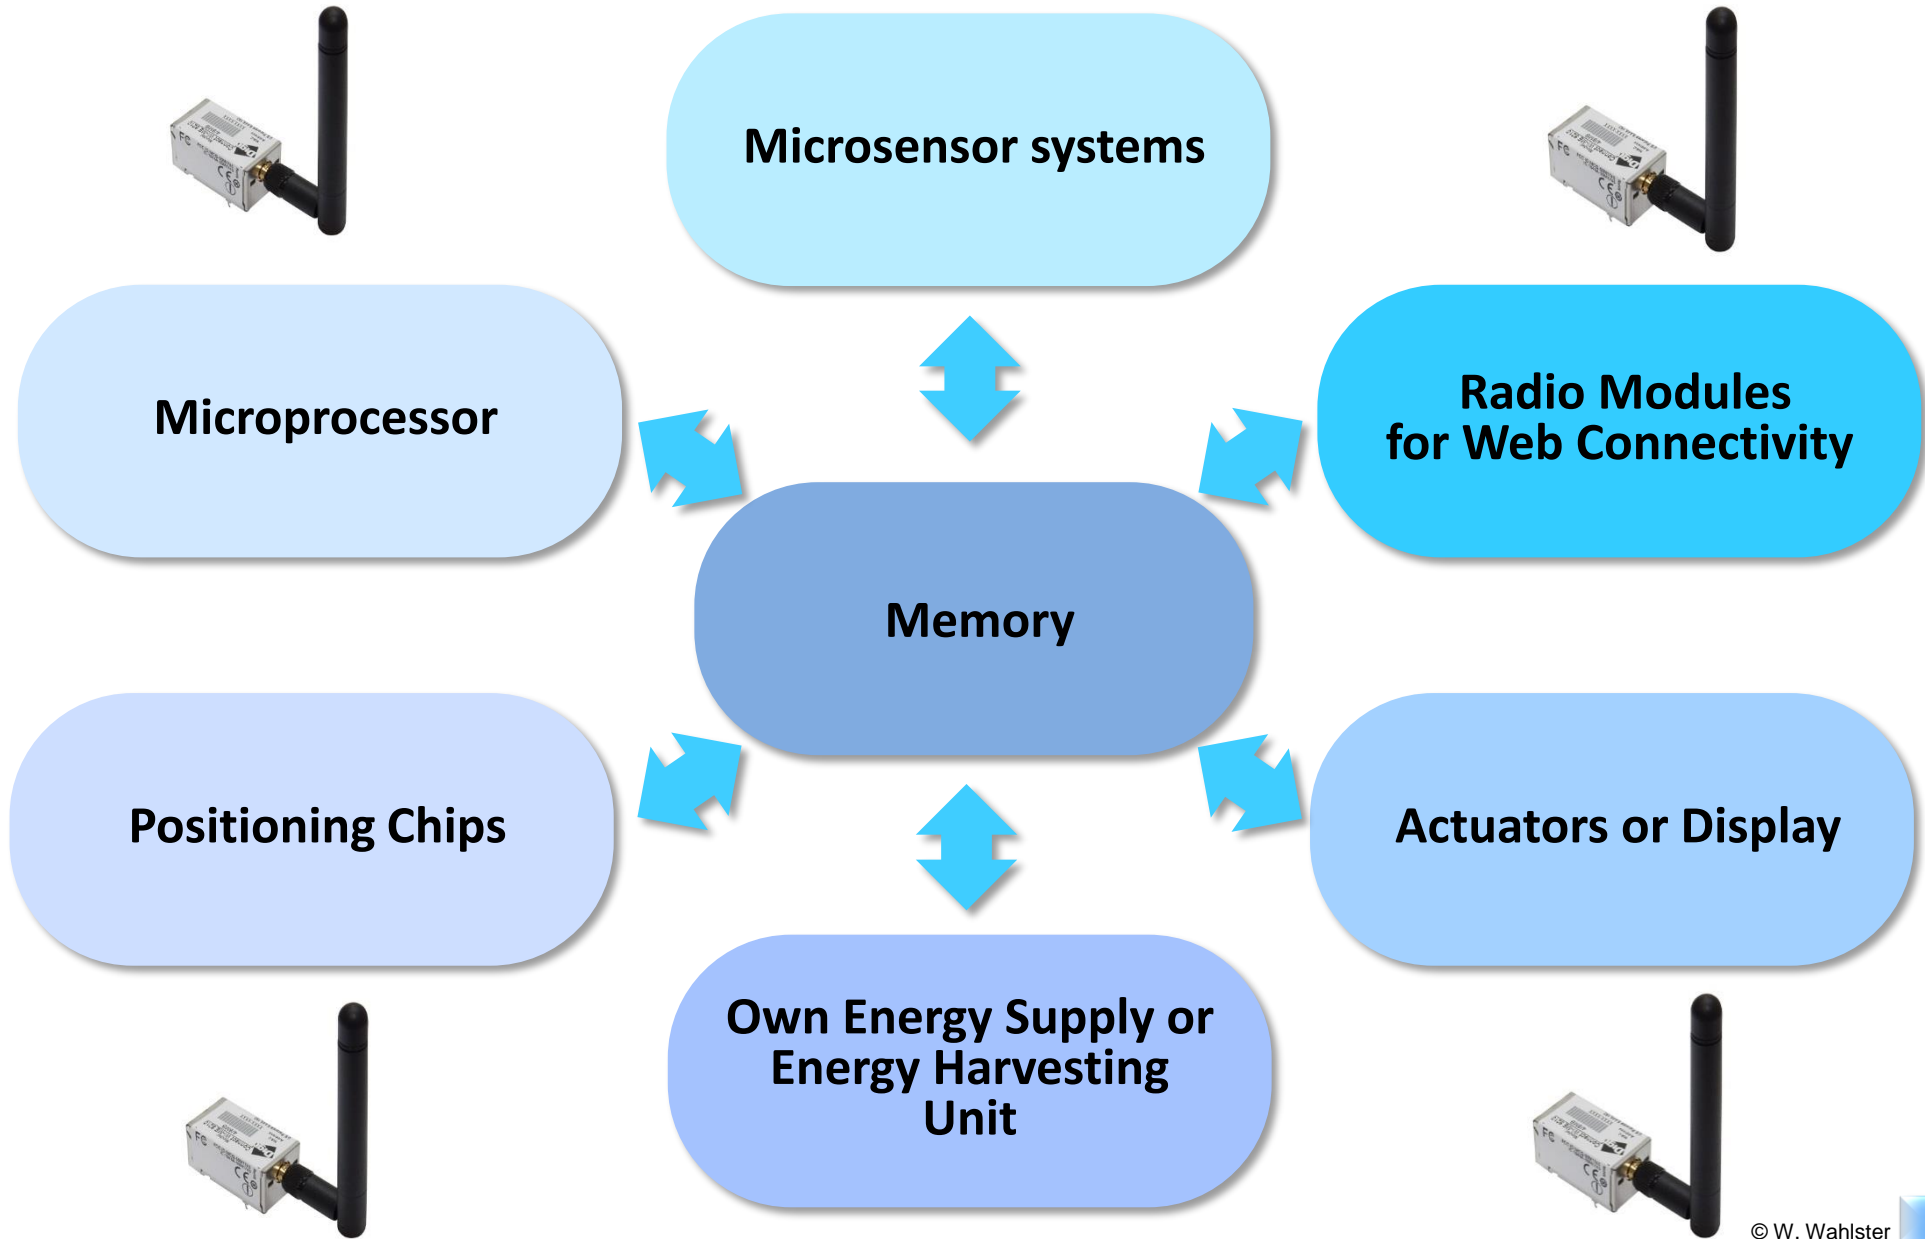 Microsensor systems
Microprocessor
Radio Modules
for Web Connectivity
Memory
Positioning Chips
Actuators or Display
Own Energy Supply or
Energy Harvesting
Unit
© W. Wahlster